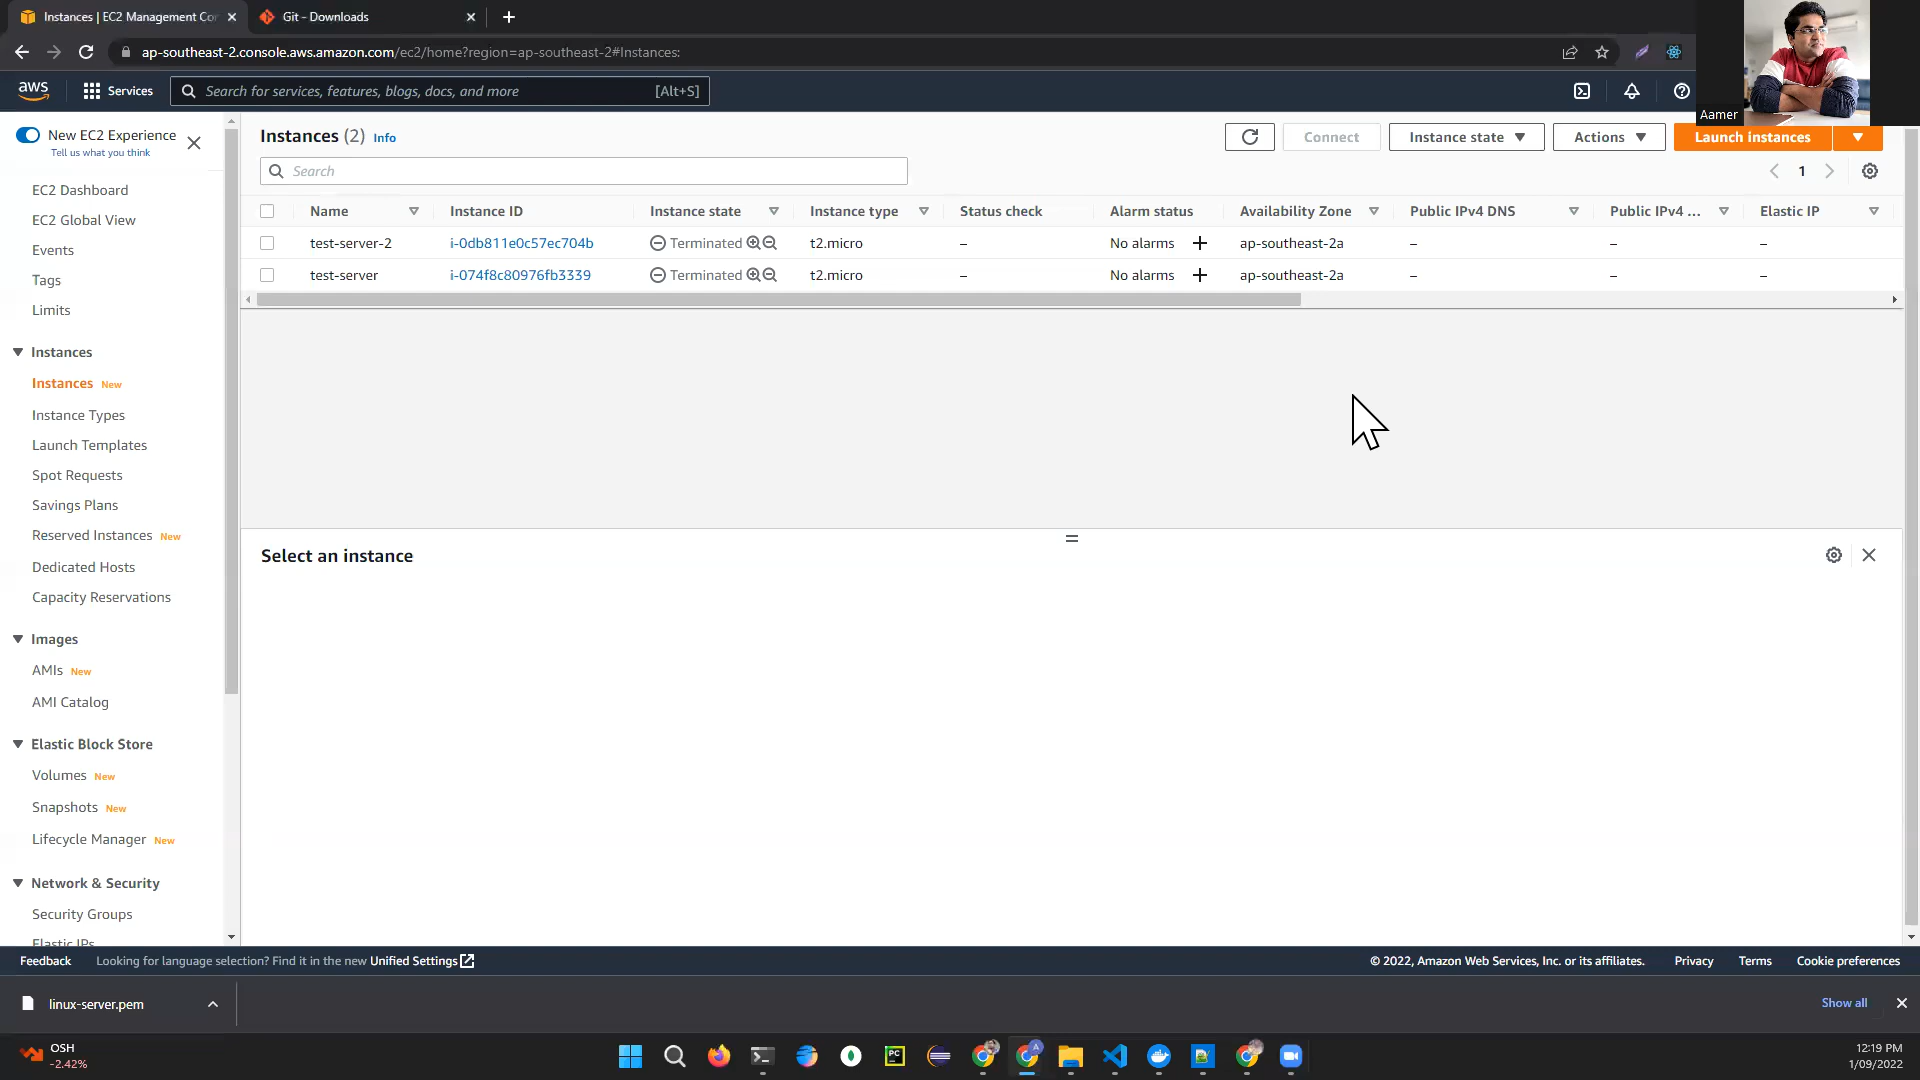 Instances | EC2 Management Cor
Git - Downloads
ap-southeast-2.console.aws.amazon.com/ec2/home?region=ap-southeast-2#Instances:
aws
Services
Search for services, features, blogs, docs, and more
[Alt+S]
Aamer
New EC2 Experience
Tell us what you think
EC2 Dashboard
EC2 Global View
Events
Tags
Limits
Instances
Instances New
Instance Types
Launch Templates
Spot Requests
Savings Plans
Reserved Instances New
Dedicated Hosts
Capacity Reservations
Images
AMIs New
AMI Catalog
Elastic Block Store
Volumes New
Snapshots New
Lifecycle Manager New
Network & Security
Security Groups
Elastic IPs
Instances (2) Info
Connect
Instance state
Actions
Launch instances
Search
1
Name Instance ID Instance state Instance type Status check Alarm status Availability Zone Public IPv4 DNS Public IPv4 ... Elastic IP
test-server-2 i-0db811e0c57ec704b Terminated t2.micro – No alarms + ap-southeast-2a – – –
test-server i-074f8c80976fb3339 Terminated t2.micro – No alarms + ap-southeast-2a – – –
Select an instance
Feedback Looking for language selection? Find it in the new Unified Settings
© 2022, Amazon Web Services, Inc. or its affiliates. Privacy Terms Cookie preferences
linux-server.pem
Show all
OSH
-2.42%
PC
12:19 PM
1/09/2022